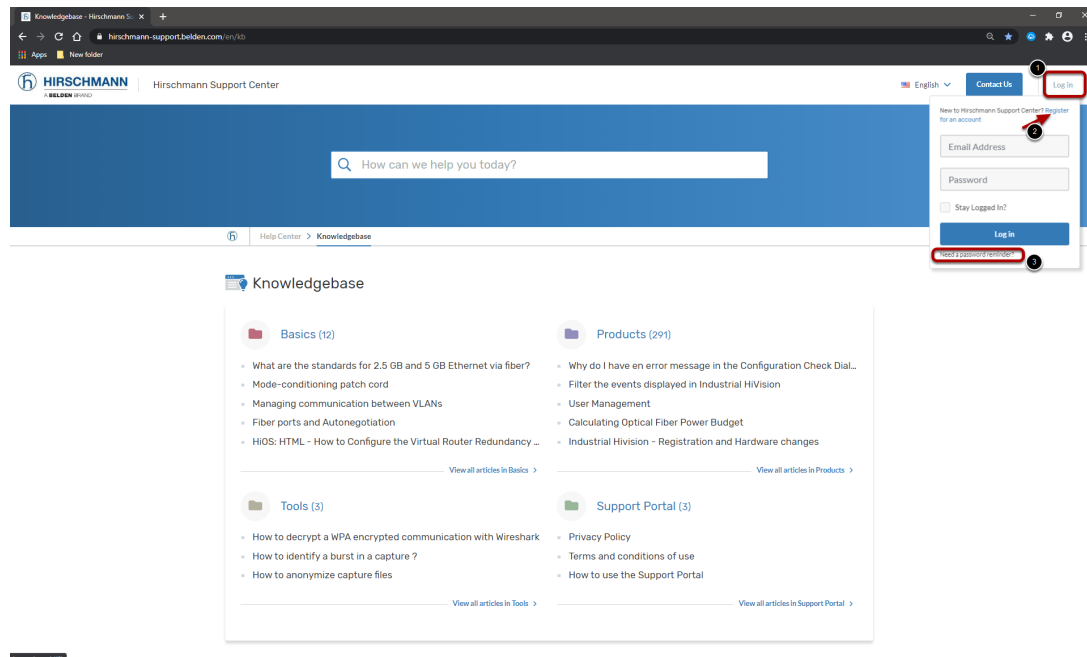 Knowledgebase - Hirschmann Su
hirschmann-support.belden.com/en/kb
Apps New folder
HIRSCHMANN
A BELDEN BRAND
Hirschmann Support Center
English
Contact Us
1
Log in
New to Hirschmann Support Center? Register
for an account
2
Email Address
Password
Stay Logged In?
Log in
Need a password reminder?
3
How can we help you today?
Help Center > Knowledgebase
Knowledgebase
Basics (12)
What are the standards for 2.5 GB and 5 GB Ethernet via fiber?
Mode-conditioning patch cord
Managing communication between VLANs
Fiber ports and Autonegotiation
HiOS: HTML - How to Configure the Virtual Router Redundancy ...
View all articles in Basics >
Products (291)
Why do I have en error message in the Configuration Check Dial...
Filter the events displayed in Industrial HiVision
User Management
Calculating Optical Fiber Power Budget
Industrial Hivision - Registration and Hardware changes
View all articles in Products >
Tools (3)
How to decrypt a WPA encrypted communication with Wireshark
How to identify a burst in a capture ?
How to anonymize capture files
View all articles in Tools >
Support Portal (3)
Privacy Policy
Terms and conditions of use
How to use the Support Portal
View all articles in Support Portal >